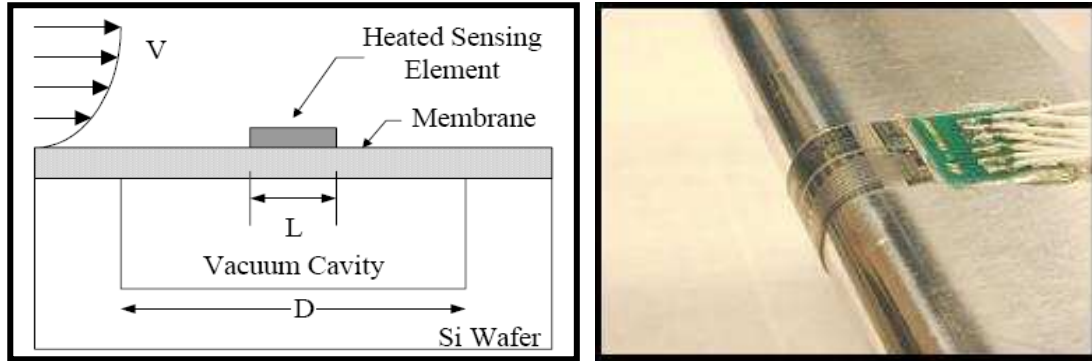 V
Heated Sensing
Element
Membrane
L
Vacuum Cavity
D
Si Wafer